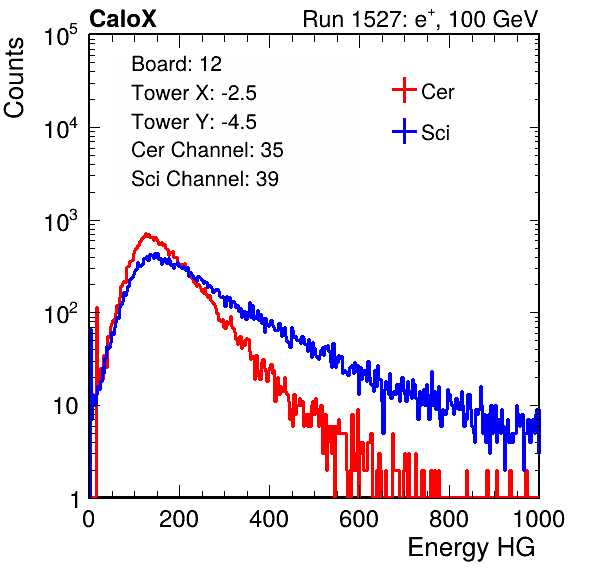 CaloX Run 1527: e⁺, 100 GeV
Board: 12
Tower X: -2.5
Tower Y: -4.5
Cer Channel: 35
Sci Channel: 39
Cer
Sci
Counts
10⁵
10⁴
10³
10²
10
1
0 200 400 600 800 1000
Energy HG